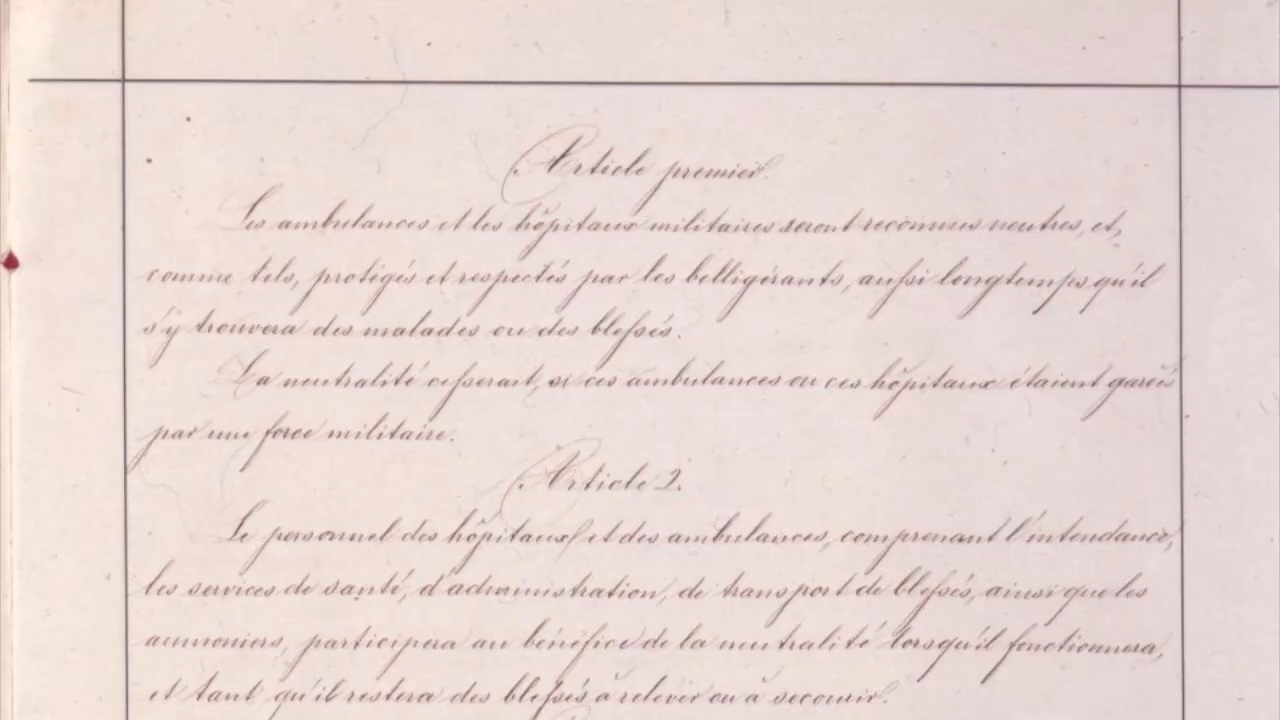 Article premier.
Les ambulances et les hôpitaux militaires seront reconnus neutres, et,
comme tels, protégés et respectés par les belligérants, aussi longtemps qu'il
s'y trouvera des malades ou des blessés.
La neutralité cesserait, si ces ambulances ou ces hôpitaux étaient gardés
par une force militaire.
Article 2.
Le personnel des hôpitaux et des ambulances, comprenant l'intendance,
les services de santé, d'administration, de transport de blessés, ainsi que les
aumôniers, participera au bénéfice de la neutralité lorsqu'il fonctionnera,
et tant qu'il restera des blessés à relever ou à secourir.